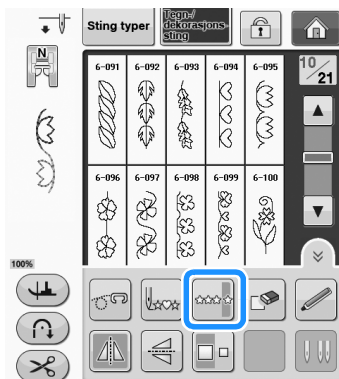 Sting typer
Tegn-/
dekorasjons-
sting
N
10/21
6-091 6-092 6-093 6-094 6-095
6-096 6-097 6-098 6-099 6-100
100%